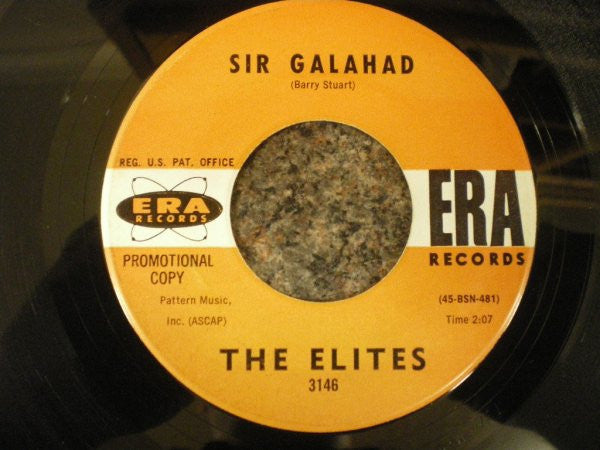 SIR GALAHAD
(Barry Stuart)
REG. U.S. PAT. OFFICE
ERA
RECORDS
ERA
RECORDS
PROMOTIONAL
COPY
Pattern Music,
Inc. (ASCAP)
(45-BSN-481)
Time 2:07
THE ELITES
3146